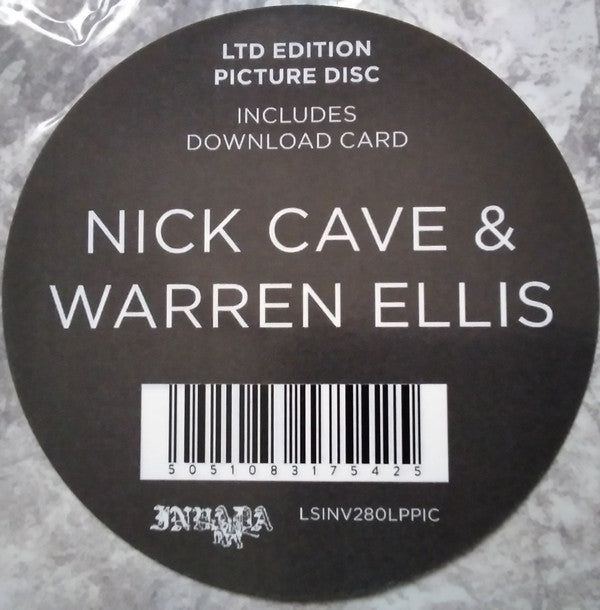 LTD EDITION
PICTURE DISC
INCLUDES
DOWNLOAD CARD
NICK CAVE &
WARREN ELLIS
5051083175425
INVADA
LSINV280LPPIC